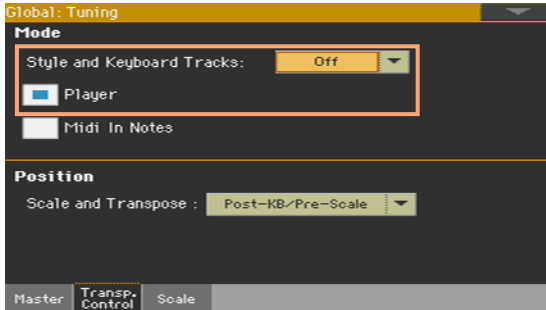 Global: Tuning
Mode
Style and Keyboard Tracks: Off
Player
Midi In Notes
Position
Scale and Transpose : Post-KB/Pre-Scale
Master Transp. Control Scale